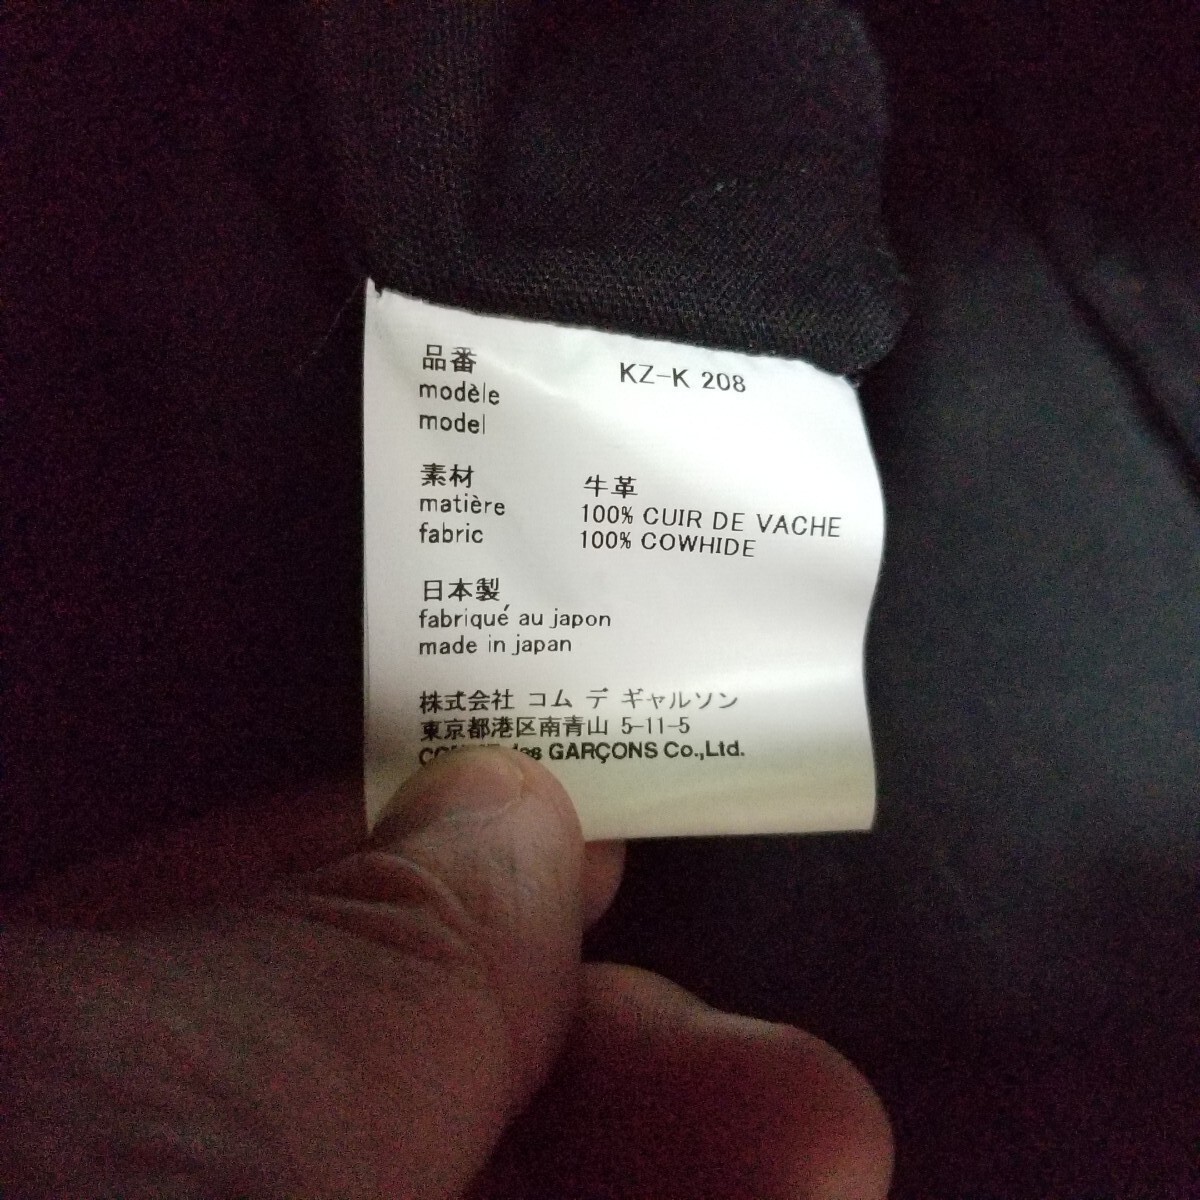 品番 KZ-K 208
modèle
model
素材 牛革
matière 100% CUIR DE VACHE
fabric 100% COWHIDE
日本製
fabriqué au japon
made in japan
株式会社 コム デ ギャルソン
東京都港区南青山 5-11-5
des GARÇONS Co.,Ltd.